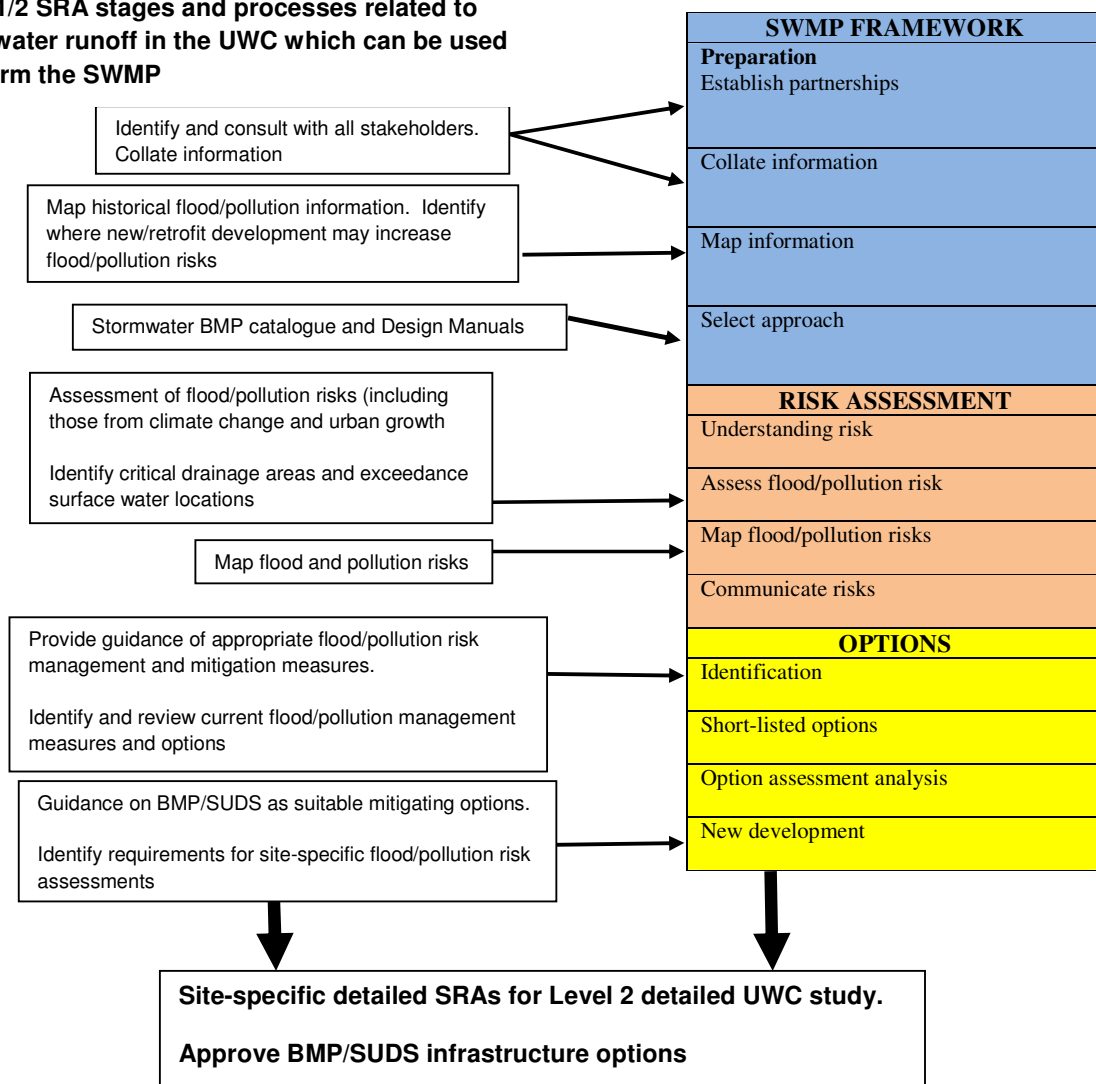 1/2 SRA stages and processes related to
water runoff in the UWC which can be used
rm the SWMP
Identify and consult with all stakeholders.
Collate information
Map historical flood/pollution information. Identify
where new/retrofit development may increase
flood/pollution risks
Stormwater BMP catalogue and Design Manuals
Assessment of flood/pollution risks (including
those from climate change and urban growth
Identify critical drainage areas and exceedance
surface water locations
Map flood and pollution risks
Provide guidance of appropriate flood/pollution risk
management and mitigation measures.
Identify and review current flood/pollution management
measures and options
Guidance on BMP/SUDS as suitable mitigating options.
Identify requirements for site-specific flood/pollution risk
assessments
SWMP FRAMEWORK
Preparation
Establish partnerships
Collate information
Map information
Select approach
RISK ASSESSMENT
Understanding risk
Assess flood/pollution risk
Map flood/pollution risks
Communicate risks
OPTIONS
Identification
Short-listed options
Option assessment analysis
New development
Site-specific detailed SRAs for Level 2 detailed UWC study.
Approve BMP/SUDS infrastructure options